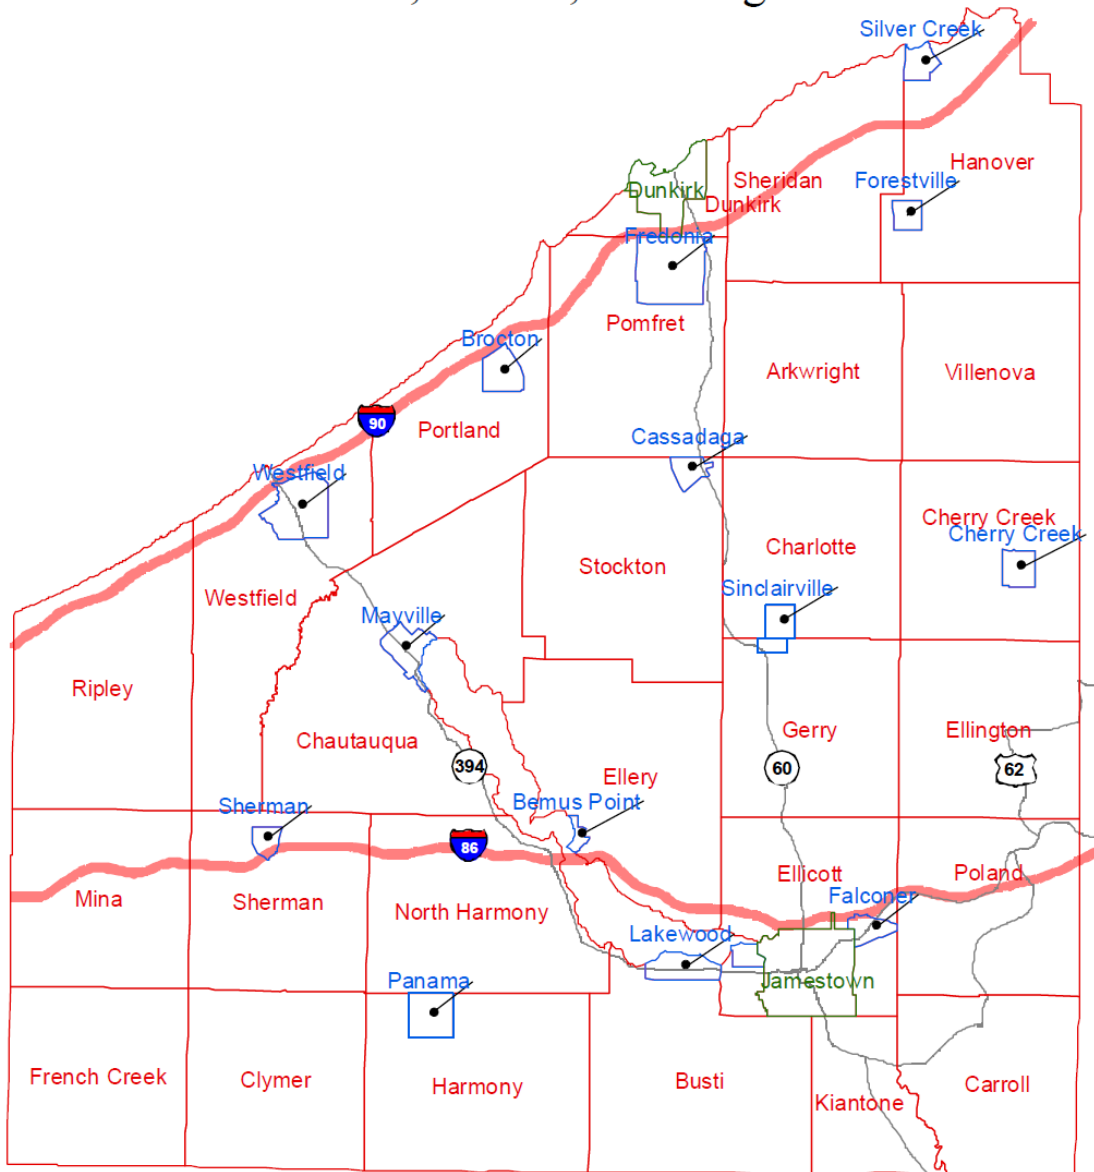 Silver Creek
Hanover
Dunkirk
Sheridan
Forestville
Dunkirk
Fredonia
Pomfret
Brocton
Arkwright
Villenova
90
Portland
Cassadaga
Westfield
Cherry Creek
Cherry Creek
Charlotte
Stockton
Sinclairville
Westfield
Mayville
Ripley
Chautauqua
Gerry
Ellington
394
60
62
Ellery
Sherman
Bemus Point
86
Ellicott
Poland
Mina
Sherman
North Harmony
Falconer
Lakewood
Panama
Jamestown
French Creek
Clymer
Harmony
Busti
Kiantone
Carroll